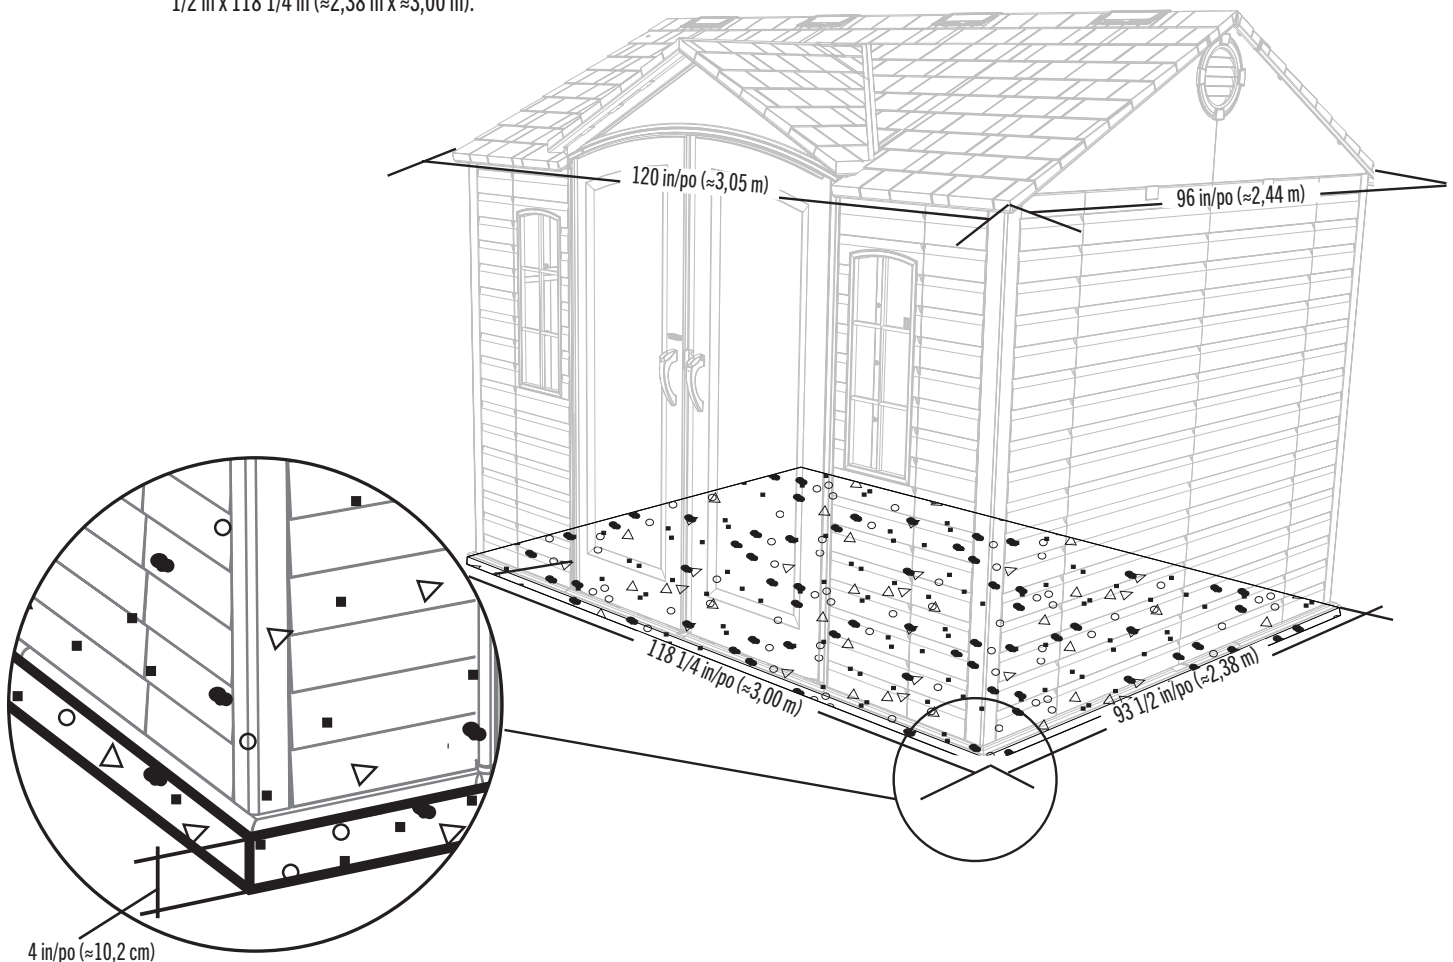 1/2 in x 118 1/4 in (≈2,38 m x ≈3,00 m).
120 in/po (≈3,05 m)
96 in/po (≈2,44 m)
118 1/4 in/po (≈3,00 m)
93 1/2 in/po (≈2,38 m)
4 in/po (≈10,2 cm)